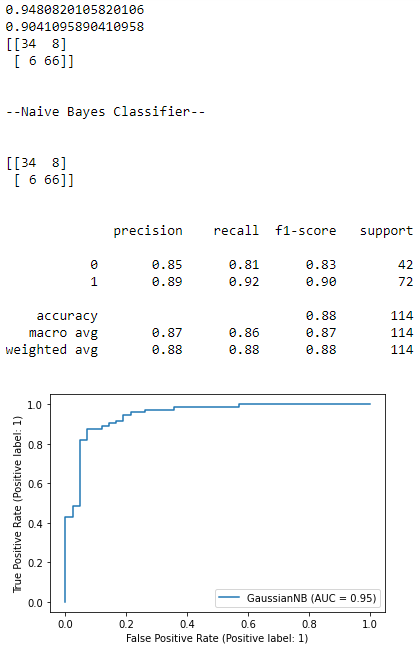 0.9480820105820106
0.9041095890410958
[[34  8]
 [ 6 66]]
--Naive Bayes Classifier--
[[34  8]
 [ 6 66]]
precision recall f1-score support
0 0.85 0.81 0.83 42
1 0.89 0.92 0.90 72
accuracy 0.88 114
macro avg 0.87 0.86 0.87 114
weighted avg 0.88 0.88 0.88 114
1.0
0.8
0.6
0.4
0.2
0.0
True Positive Rate (Positive label: 1)
GaussianNB (AUC = 0.95)
0.0 0.2 0.4 0.6 0.8 1.0
False Positive Rate (Positive label: 1)